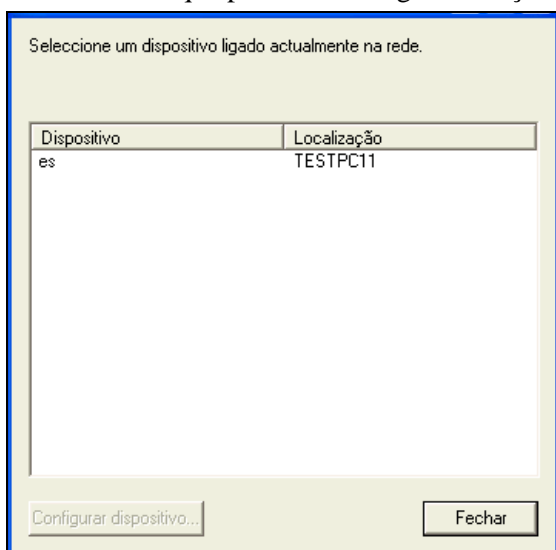 Seleccione um dispositivo ligado actualmente na rede.
Dispositivo Localização
es TESTPC11
Configurar dispositivo... Fechar